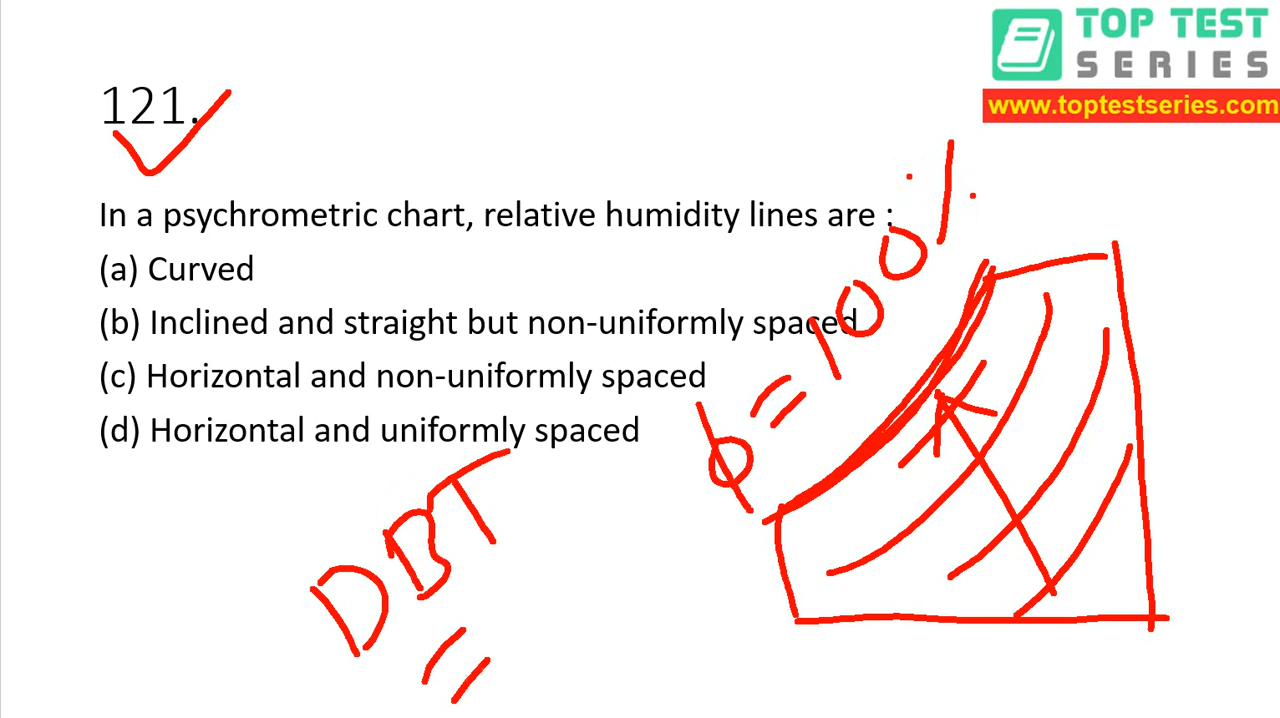 TOP TEST
SERIES
www.toptestseries.com
121.
In a psychrometric chart, relative humidity lines are :
(a) Curved
(b) Inclined and straight but non-uniformly spaced
(c) Horizontal and non-uniformly spaced
(d) Horizontal and uniformly spaced
ϕ = 100%
DBT
=